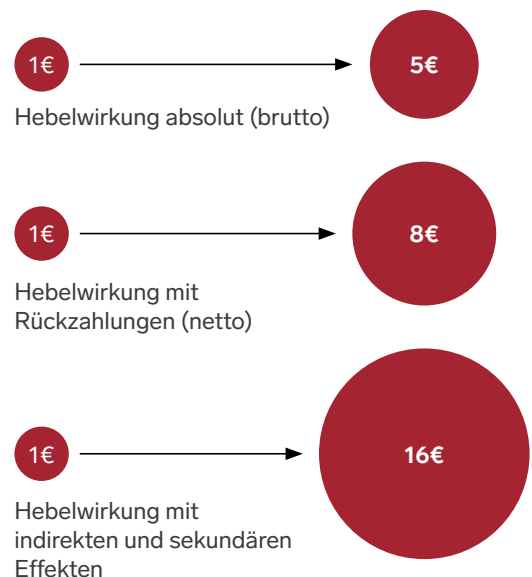 1€
5€
Hebelwirkung absolut (brutto)
1€
8€
Hebelwirkung mit
Rückzahlungen (netto)
1€
16€
Hebelwirkung mit
indirekten und sekundären
Effekten